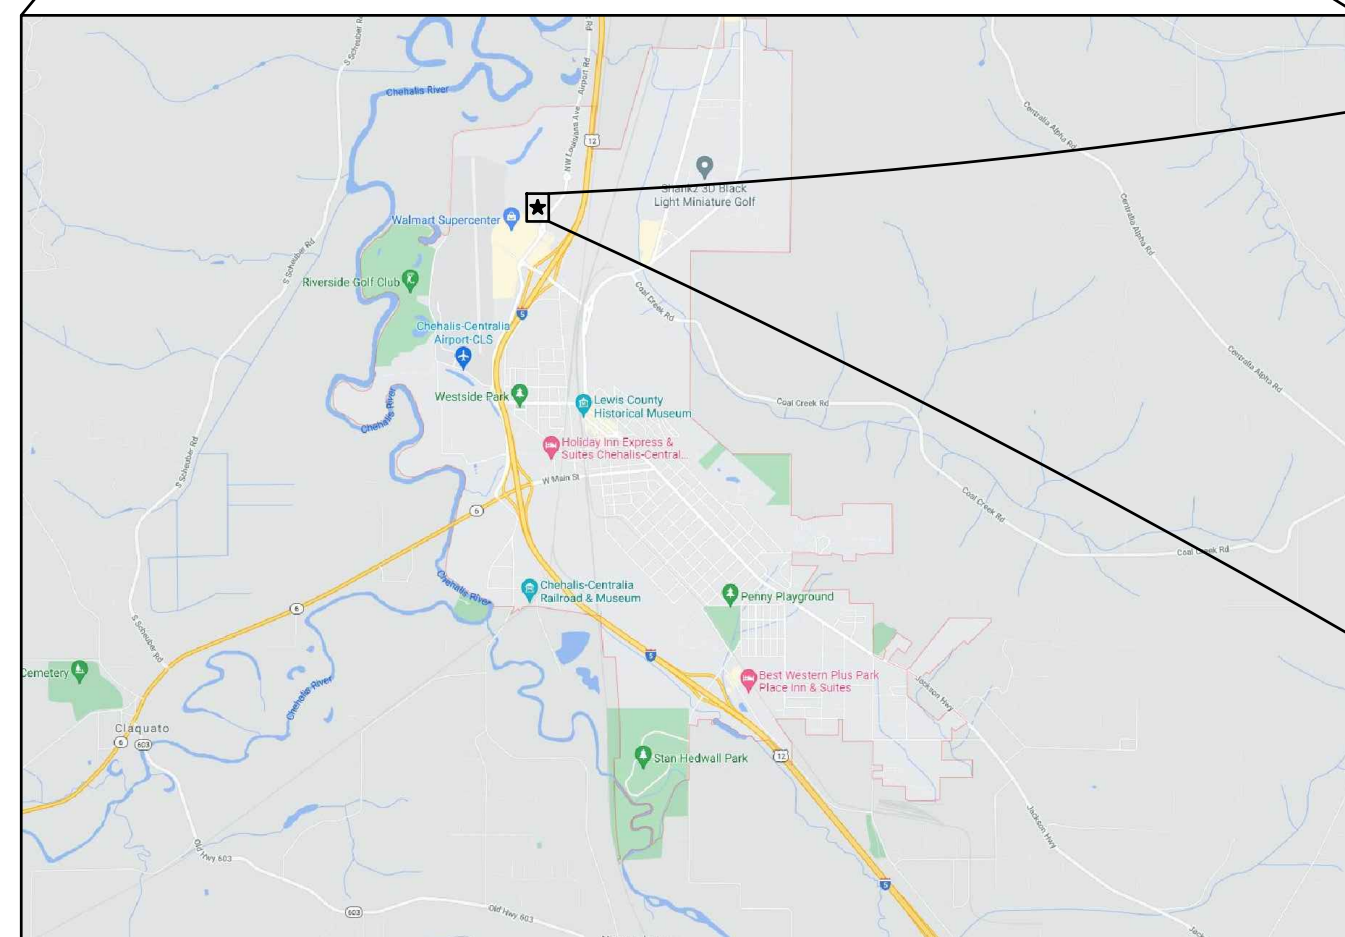 S Scheuber Rd
Chehalis River
Airport Rd
Rd
NW Louisiana Ave
12
Centralia Alpha Rd
Shankz 3D Black
Light Miniature Golf
Walmart Supercenter
Centralia Alpha Rd
S Scheuber Rd
Riverside Golf Club
Coal Creek Rd
5
Chehalis-Centralia
Airport-CLS
Centralia Alpha Rd
Westside Park
Lewis County
Historical Museum
Coal Creek Rd
Chehalis River
Holiday Inn Express &
Suites Chehalis-Central...
S Scheuber Rd
W Main St
6
Coal Creek Rd
Coal Creek Rd
Chehalis River
Chehalis-Centralia
Railroad & Museum
Penny Playground
6
S Scheuber Rd
5
Cemetery
Best Western Plus Park
Place Inn & Suites
Jackson Hwy
Chehalis River
Claquato
6
603
Stan Hedwall Park
12
Jackson Hwy
Old Hwy 603
5
603
Old Hwy 603
Jac